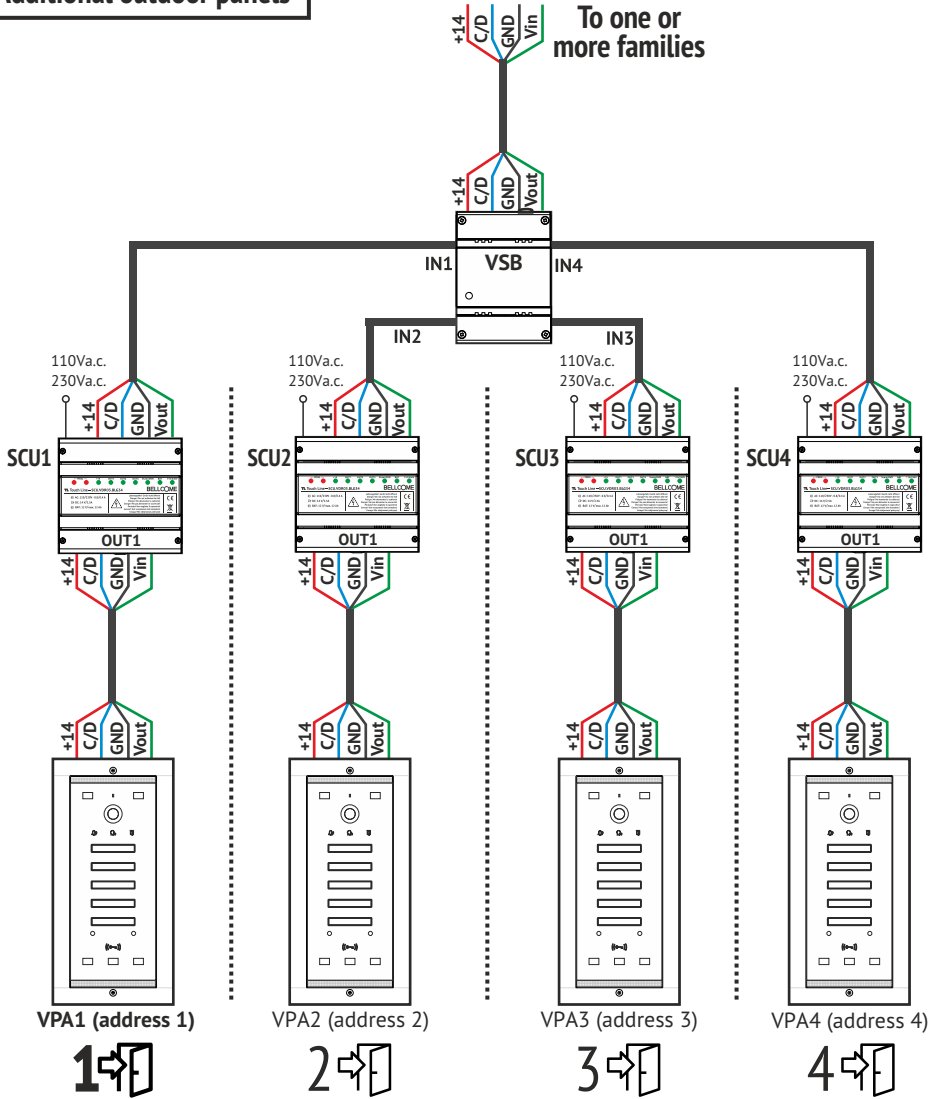 Additional outdoor panels
+14 C/D GND Vin
To one or
more families
+14 C/D GND Vout
IN1 VSB IN4
IN2 IN3
110Va.c. 110Va.c. 110Va.c. 110Va.c.
230Va.c. 230Va.c. 230Va.c. 230Va.c.
+14 C/D GND Vout +14 C/D GND Vout +14 C/D GND Vout +14 C/D GND Vout
SCU1 SCU2 SCU3 SCU4
BELLCOME BELLCOME BELLCOME BELLCOME
OUT1 OUT1 OUT1 OUT1
+14 C/D GND Vin +14 C/D GND Vin +14 C/D GND Vin +14 C/D GND Vin
+14 C/D GND Vout +14 C/D GND Vout +14 C/D GND Vout +14 C/D GND Vout
VPA1 (address 1) VPA2 (address 2) VPA3 (address 3) VPA4 (address 4)
1 2 3 4